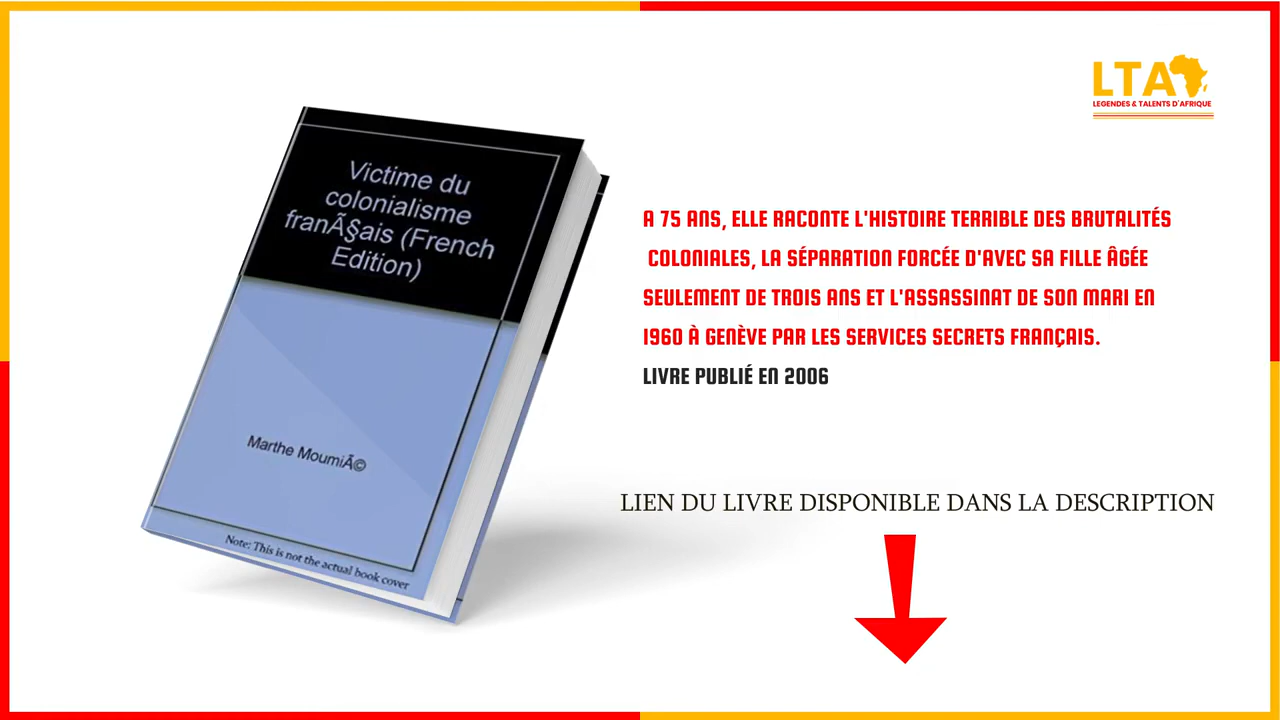 LTA
LEGENDES & TALENTS D'AFRIQUE
Victime du
colonialisme
franÃ§ais (French
Edition)
Marthe MoumiÃ©
Note: This is not the actual book cover
A 75 ANS, ELLE RACONTE L'HISTOIRE TERRIBLE DES BRUTALITÉS
COLONIALES, LA SÉPARATION FORCÉE D'AVEC SA FILLE ÂGÉE
SEULEMENT DE TROIS ANS ET L'ASSASSINAT DE SON MARI EN
1960 À GENÈVE PAR LES SERVICES SECRETS FRANÇAIS.
LIVRE PUBLIÉ EN 2006
LIEN DU LIVRE DISPONIBLE DANS LA DESCRIPTION